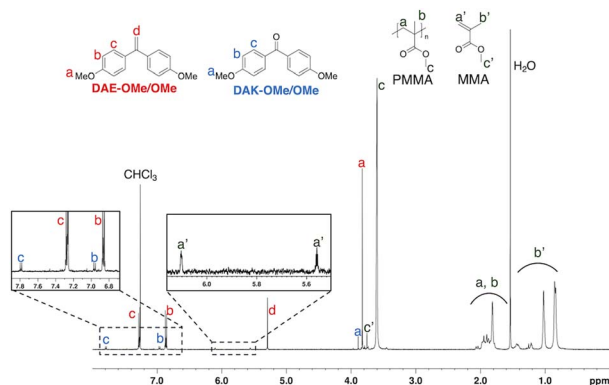 d
c
b
a
MeO
OMe
DAE-OMe/OMe
O
c
b
a
MeO
OMe
DAK-OMe/OMe
a
b
n
O
O
c
PMMA
a'
b'
O
O
c'
MMA
H₂O
c
CHCl3
a
c
b
c
b
7.8 7.6 7.4 7.2 7.0 6.8
a'
a'
6.0 5.8 5.6
a, b
b'
c
c
b
b
d
a
c'
7.0 6.0 5.0 4.0 3.0 2.0 1.0 ppm